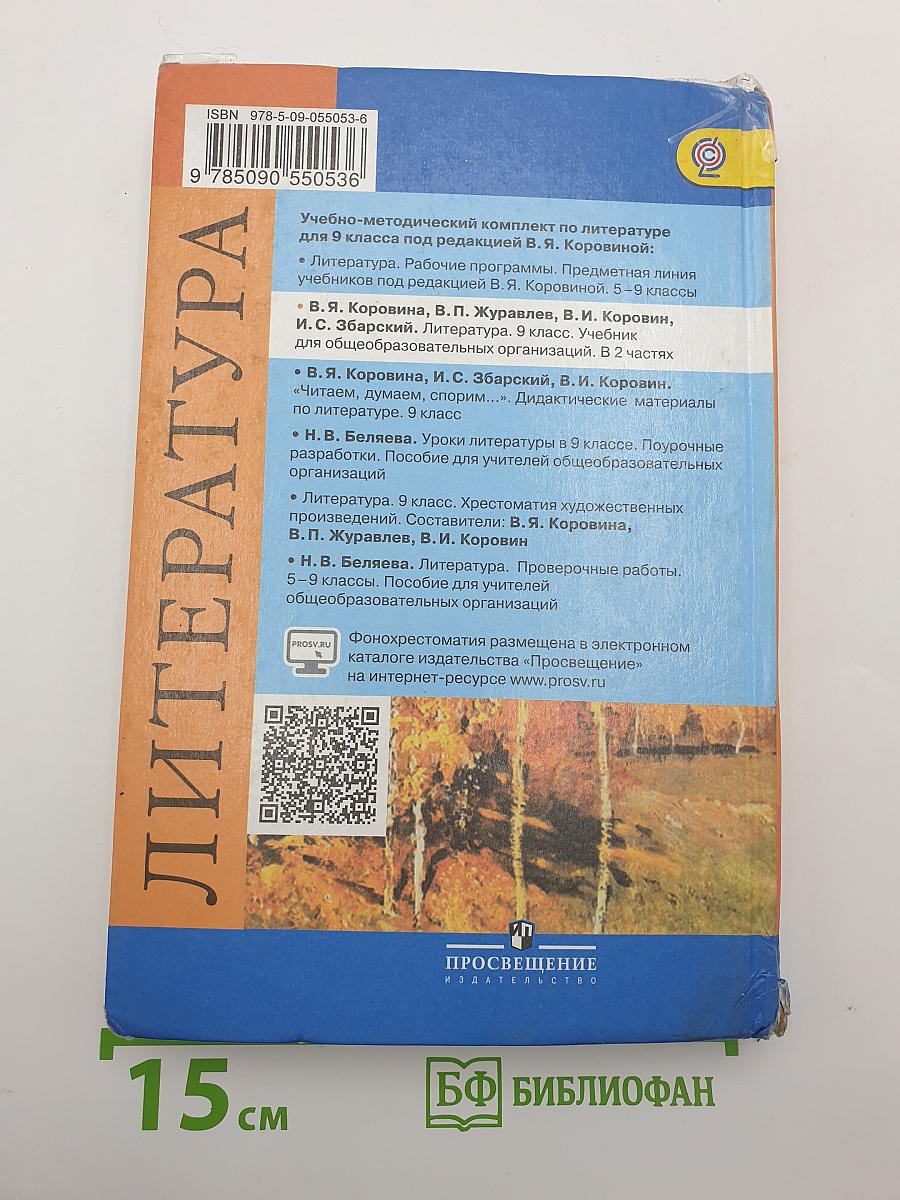 ISBN 978-5-09-055053-6
9 785090 550536
ЛИТЕРАТУРА
Учебно-методический комплект по литературе
для 9 класса под редакцией В. Я. Коровиной:
• Литература. Рабочие программы. Предметная линия
учебников под редакцией В. Я. Коровиной. 5–9 классы
• В. Я. Коровина, В. П. Журавлев, В. И. Коровин,
И. С. Збарский. Литература. 9 класс. Учебник
для общеобразовательных организаций. В 2 частях
• В. Я. Коровина, И. С. Збарский, В. И. Коровин.
«Читаем, думаем, спорим...». Дидактические материалы
по литературе. 9 класс
• Н. В. Беляева. Уроки литературы в 9 классе. Поурочные
разработки. Пособие для учителей общеобразовательных
организаций
• Литература. 9 класс. Хрестоматия художественных
произведений. Составители: В. Я. Коровина,
В. П. Журавлев, В. И. Коровин
• Н. В. Беляева. Литература. Проверочные работы.
5–9 классы. Пособие для учителей
общеобразовательных организаций
PROSV.RU
Фонохрестоматия размещена в электронном
каталоге издательства «Просвещение»
на интернет-ресурсе www.prosv.ru
ПРОСВЕЩЕНИЕ
ИЗДАТЕЛЬСТВО
15 см
БФ БИБЛИОФАН